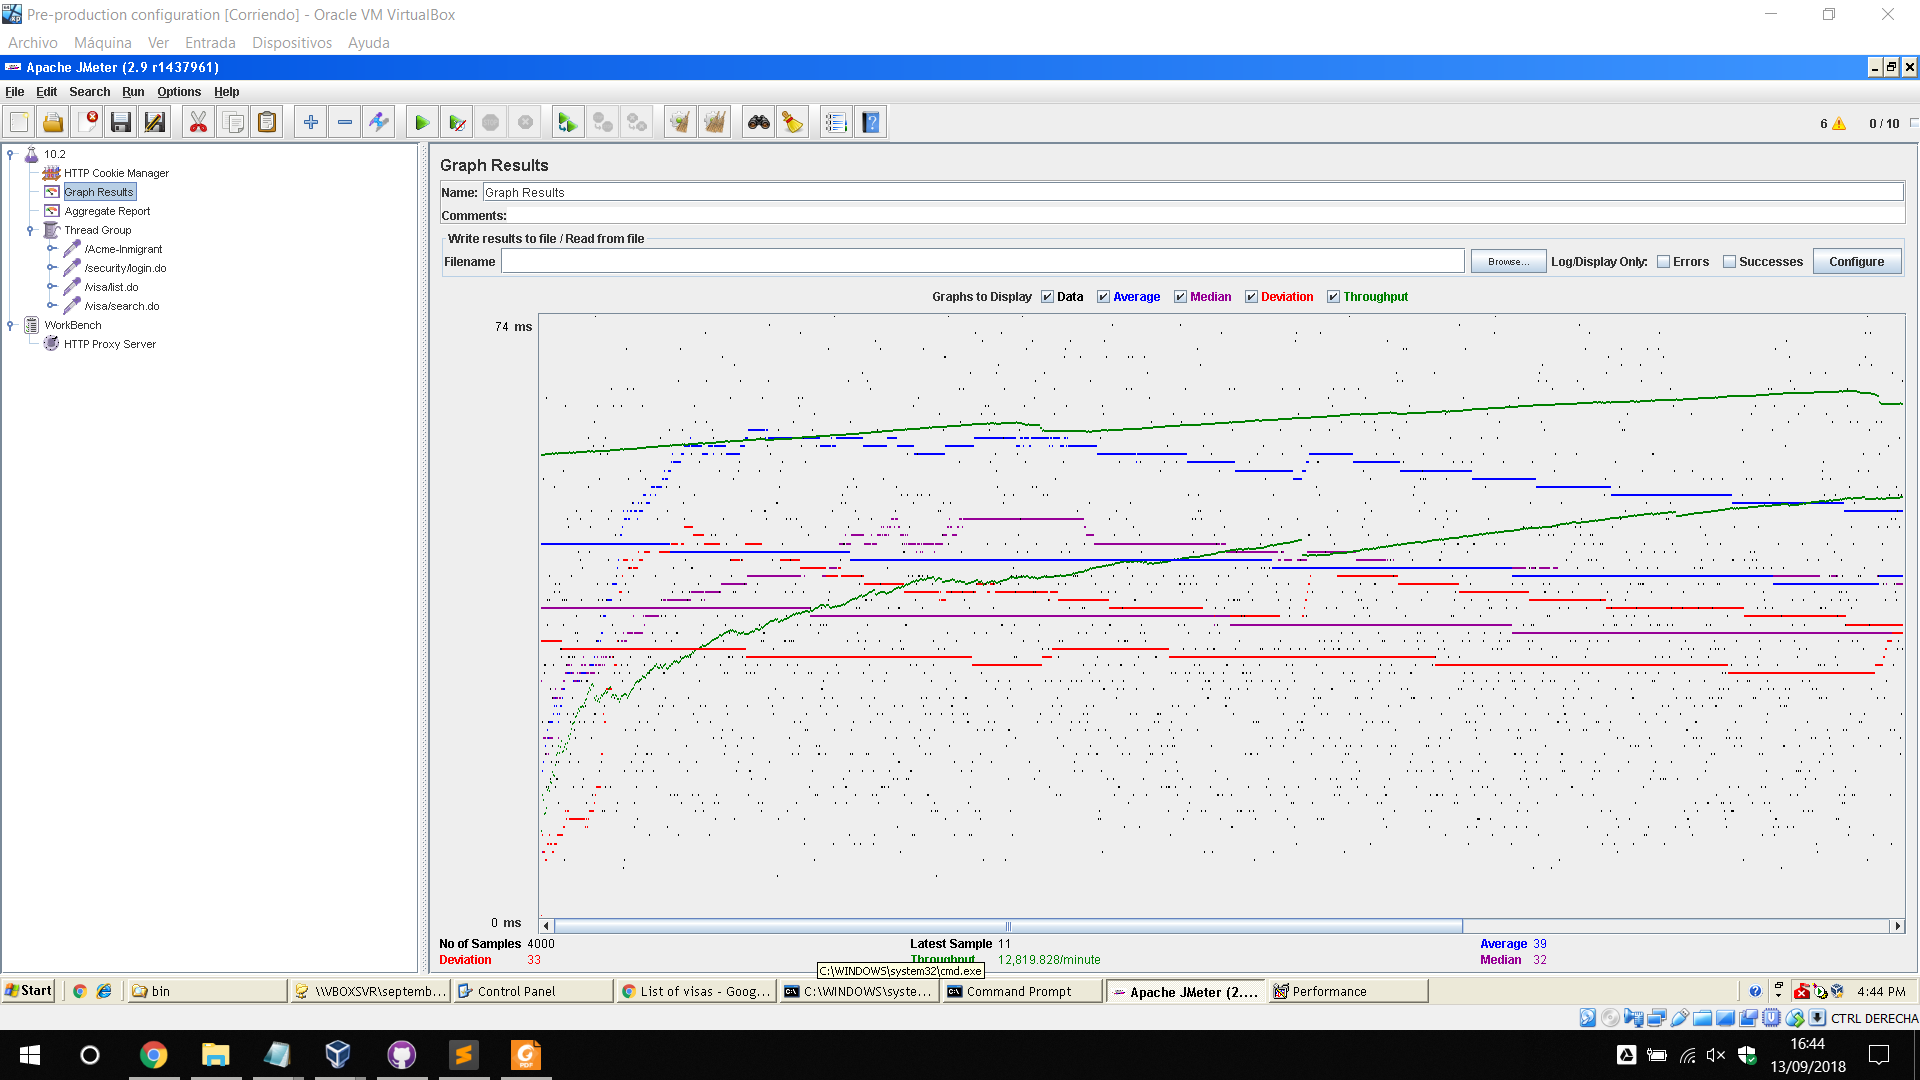 Pre-production configuration [Corriendo] - Oracle VM VirtualBox
Archivo Máquina Ver Entrada Dispositivos Ayuda
Apache JMeter (2.9 r1437961)
File Edit Search Run Options Help
6 0 / 10
10.2
HTTP Cookie Manager
Graph Results
Aggregate Report
Thread Group
/Acme-Inmigrant
/security/login.do
/visa/list.do
/visa/search.do
WorkBench
HTTP Proxy Server
Graph Results
Name: Graph Results
Comments:
Write results to file / Read from file
Filename Browse... Log/Display Only: Errors Successes Configure
Graphs to Display Data Average Median Deviation Throughput
74 ms
0 ms
No of Samples 4000 Latest Sample 11 Average 39
Deviation 33 Throughput 12,819.828/minute Median 32
C:\WINDOWS\system32\cmd.exe
Start bin \\WBOXSVR\septemb... Control Panel List of visas - Goog... C:\WINDOWS\syste... Command Prompt Apache JMeter (2.... Performance 4:44 PM
CTRL DERECHA
16:44
13/09/2018